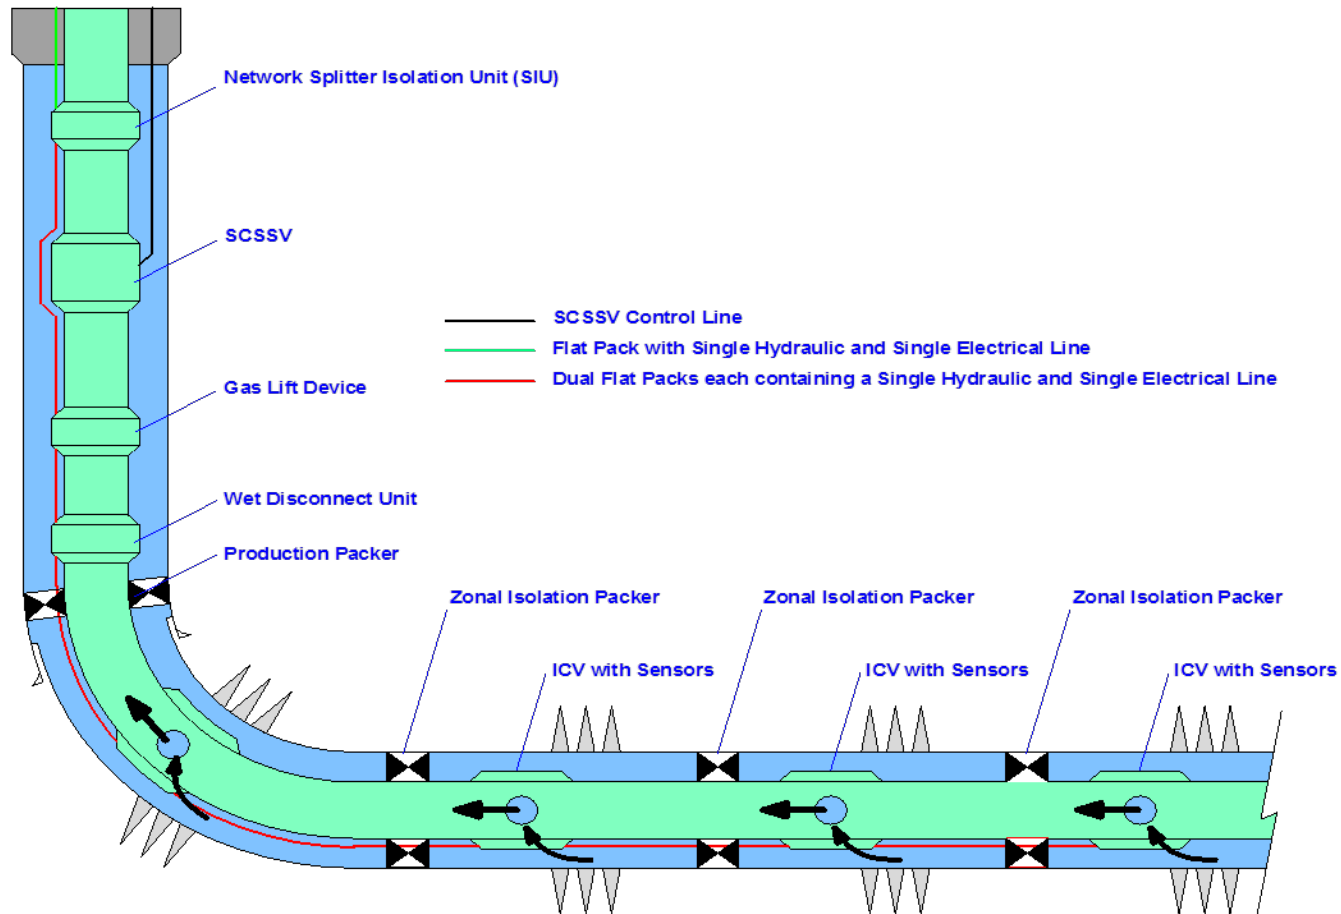 Network Splitter Isolation Unit (SIU)
SCSSV
SCSSV Control Line
Flat Pack with Single Hydraulic and Single Electrical Line
Dual Flat Packs each containing a Single Hydraulic and Single Electrical Line
Gas Lift Device
Wet Disconnect Unit
Production Packer
Zonal Isolation Packer
Zonal Isolation Packer
Zonal Isolation Packer
ICV with Sensors
ICV with Sensors
ICV with Sensors